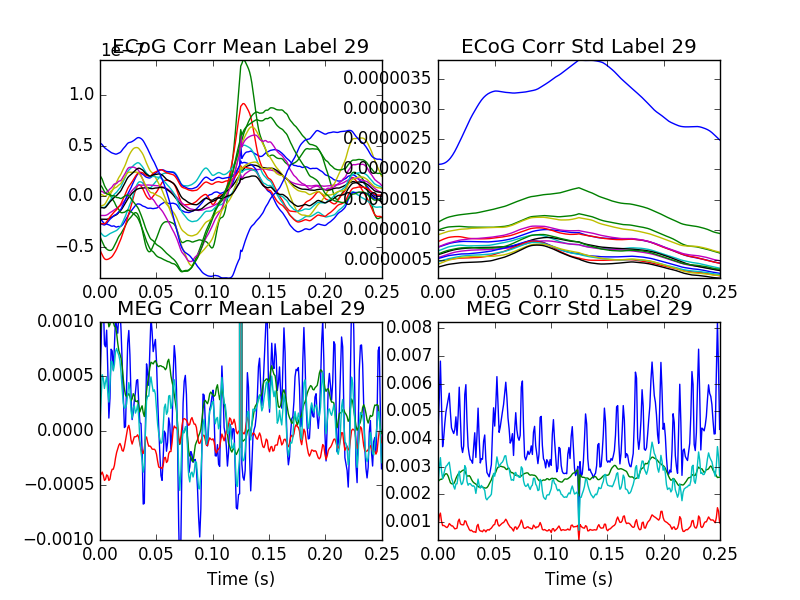 1e−7
ECoG Corr Mean Label 29
1.0
0.5
0.0
−0.5
0.00 0.05 0.10 0.15 0.20 0.25
ECoG Corr Std Label 29
0.0000035
0.0000030
0.0000025
0.0000020
0.0000015
0.0000010
0.0000005
0.00 0.05 0.10 0.15 0.20 0.25
MEG Corr Mean Label 29
0.0010
0.0005
0.0000
−0.0005
−0.0010
0.00 0.05 0.10 0.15 0.20 0.25
Time (s)
MEG Corr Std Label 29
0.008
0.007
0.006
0.005
0.004
0.003
0.002
0.001
0.00 0.05 0.10 0.15 0.20 0.25
Time (s)